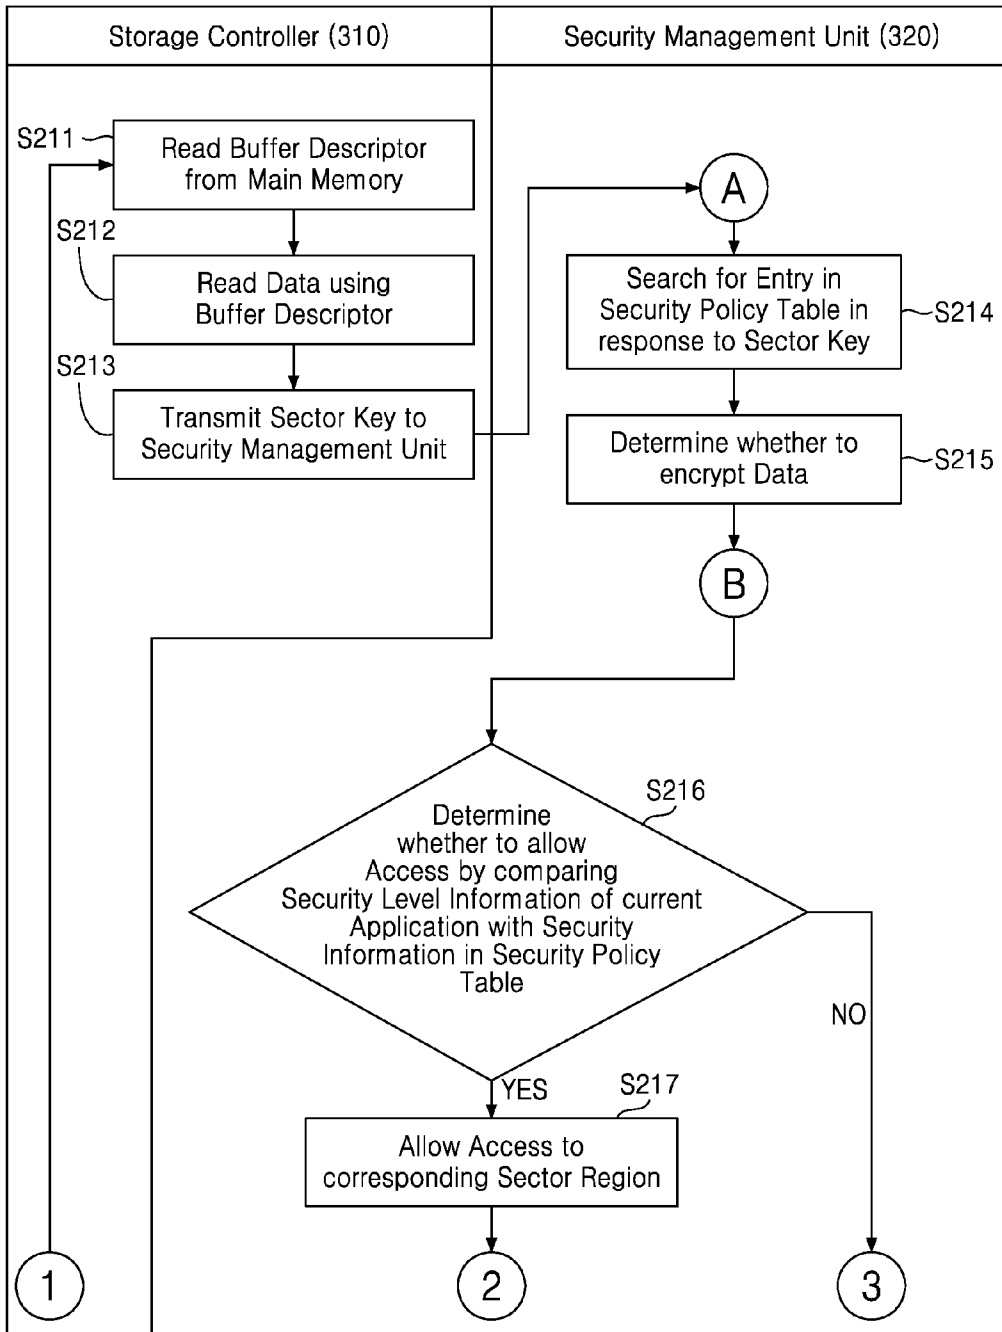 Storage Controller (310)
Security Management Unit (320)
S211
Read Buffer Descriptor
from Main Memory
S212
Read Data using
Buffer Descriptor
S213
Transmit Sector Key to
Security Management Unit
A
Search for Entry in
Security Policy Table in
response to Sector Key
S214
Determine whether to
encrypt Data
S215
B
S216
Determine
whether to allow
Access by comparing
Security Level Information of current
Application with Security
Information in Security Policy
Table
NO
YES
S217
Allow Access to
corresponding Sector Region
1
2
3